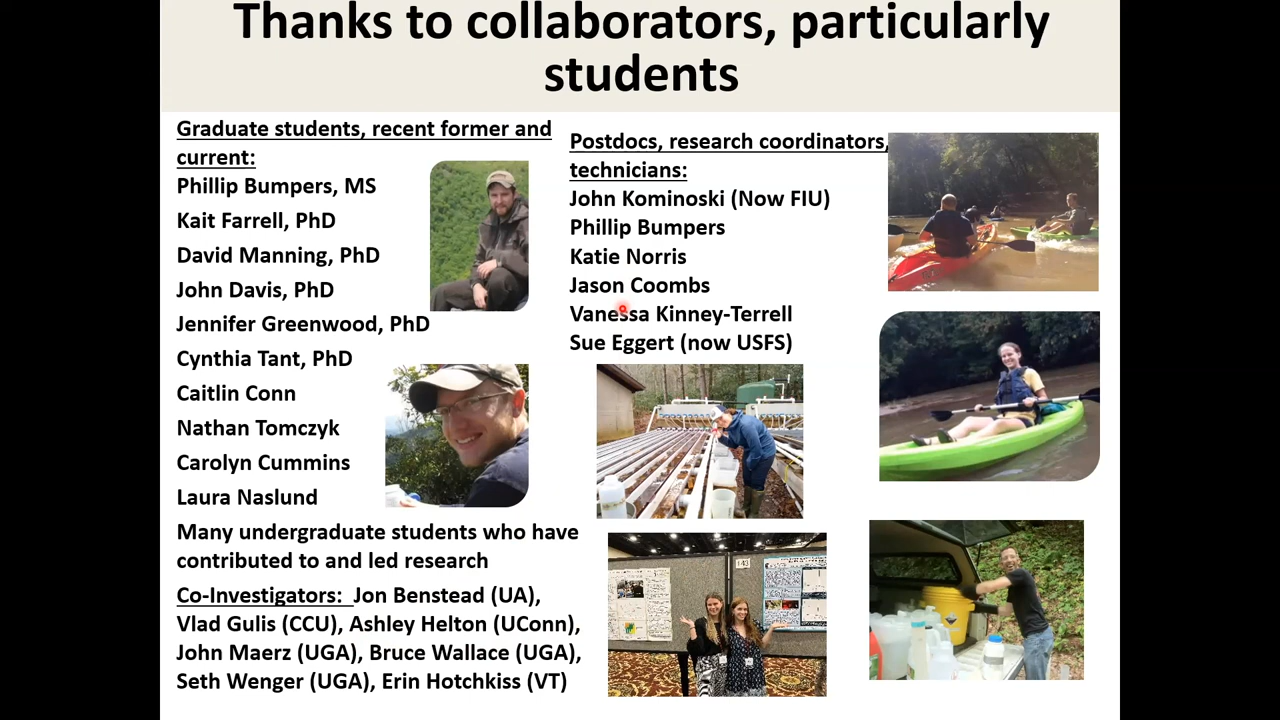 Thanks to collaborators, particularly
students
Graduate students, recent former and
current:
Phillip Bumpers, MS
Kait Farrell, PhD
David Manning, PhD
John Davis, PhD
Jennifer Greenwood, PhD
Cynthia Tant, PhD
Caitlin Conn
Nathan Tomczyk
Carolyn Cummins
Laura Naslund
Many undergraduate students who have
contributed to and led research
Co-Investigators: Jon Benstead (UA),
Vlad Gulis (CCU), Ashley Helton (UConn),
John Maerz (UGA), Bruce Wallace (UGA),
Seth Wenger (UGA), Erin Hotchkiss (VT)
Postdocs, research coordinators,
technicians:
John Kominoski (Now FIU)
Phillip Bumpers
Katie Norris
Jason Coombs
Vanessa Kinney-Terrell
Sue Eggert (now USFS)
143